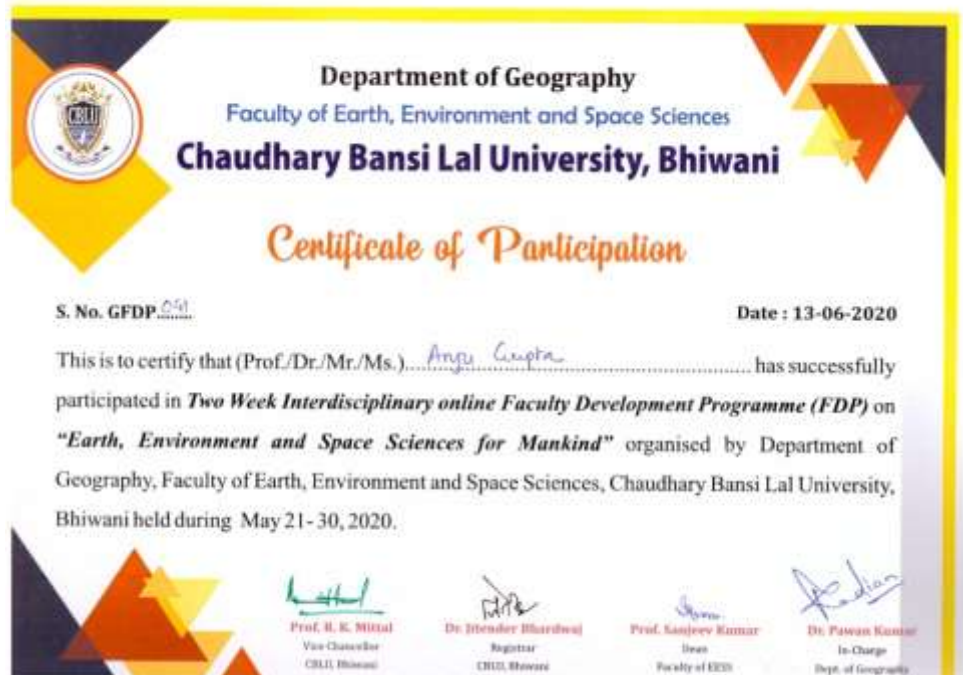 CBLU
Department of Geography
Faculty of Earth, Environment and Space Sciences
Chaudhary Bansi Lal University, Bhiwani
Certificate of Participation
S. No. GFDP 051 Date : 13-06-2020
This is to certify that (Prof./Dr./Mr./Ms.) Anju Gupta has successfully
participated in Two Week Interdisciplinary online Faculty Development Programme (FDP) on
“Earth, Environment and Space Sciences for Mankind” organised by Department of
Geography, Faculty of Earth, Environment and Space Sciences, Chaudhary Bansi Lal University,
Bhiwani held during May 21- 30, 2020.
Prof. R. K. Mittal Dr. Jitender Bhardwaj Prof. Sanjeev Kumar Dr. Pawan Kumar
Vice Chancellor Registrar Dean In-Charge
CBLU, Bhiwani CBLU, Bhiwani Faculty of EESS Dept. of Geography